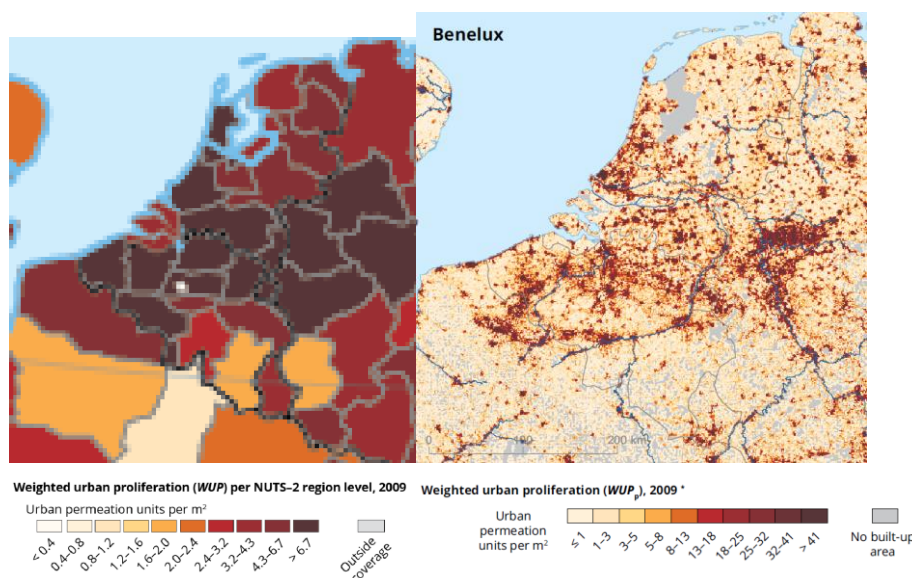 Benelux
0 100 200 km
Weighted urban proliferation (WUP) per NUTS–2 region level, 2009
Urban permeation units per m²
< 0.4
0.4–0.8
0.8–1.2
1.2–1.6
1.6–2.0
2.0–2.4
2.4–3.2
3.2–4.3
4.3–6.7
> 6.7
Outside
coverage
Weighted urban proliferation (WUPp), 2009 *
Urban
permeation
units per m²
≤ 1
1–3
3–5
5–8
8–13
13–18
18–25
25–32
32–41
> 41
No built-up
area